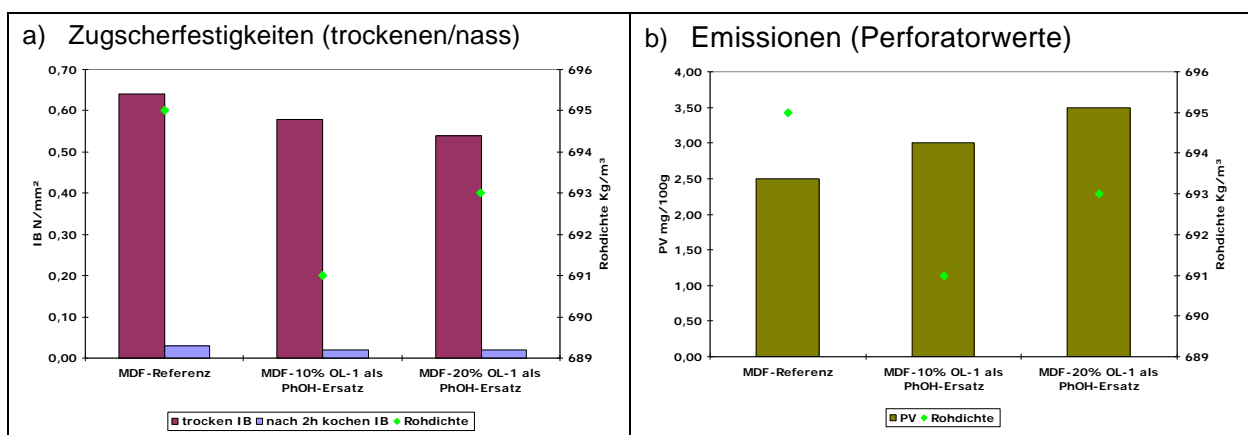 a) Zugscherfestigkeiten (trockenen/nass)
0,70
0,60
0,50
0,40
0,30
0,20
0,10
0,00
IB N/mm²
696
695
694
693
692
691
690
689
Rohdichte Kg/m³
MDF-Referenz
MDF-10% OL-1 als
PhOH-Ersatz
MDF-20% OL-1 als
PhOH-Ersatz
trocken IB
nach 2h kochen IB
Rohdichte
b) Emissionen (Perforatorwerte)
4,00
3,50
3,00
2,50
2,00
1,50
1,00
0,50
0,00
PV mg/100g
696
695
694
693
692
691
690
689
Rohdichte Kg/m³
MDF-Referenz
MDF-10% OL-1 als
PhOH-Ersatz
MDF-20% OL-1 als
PhOH-Ersatz
PV
Rohdichte